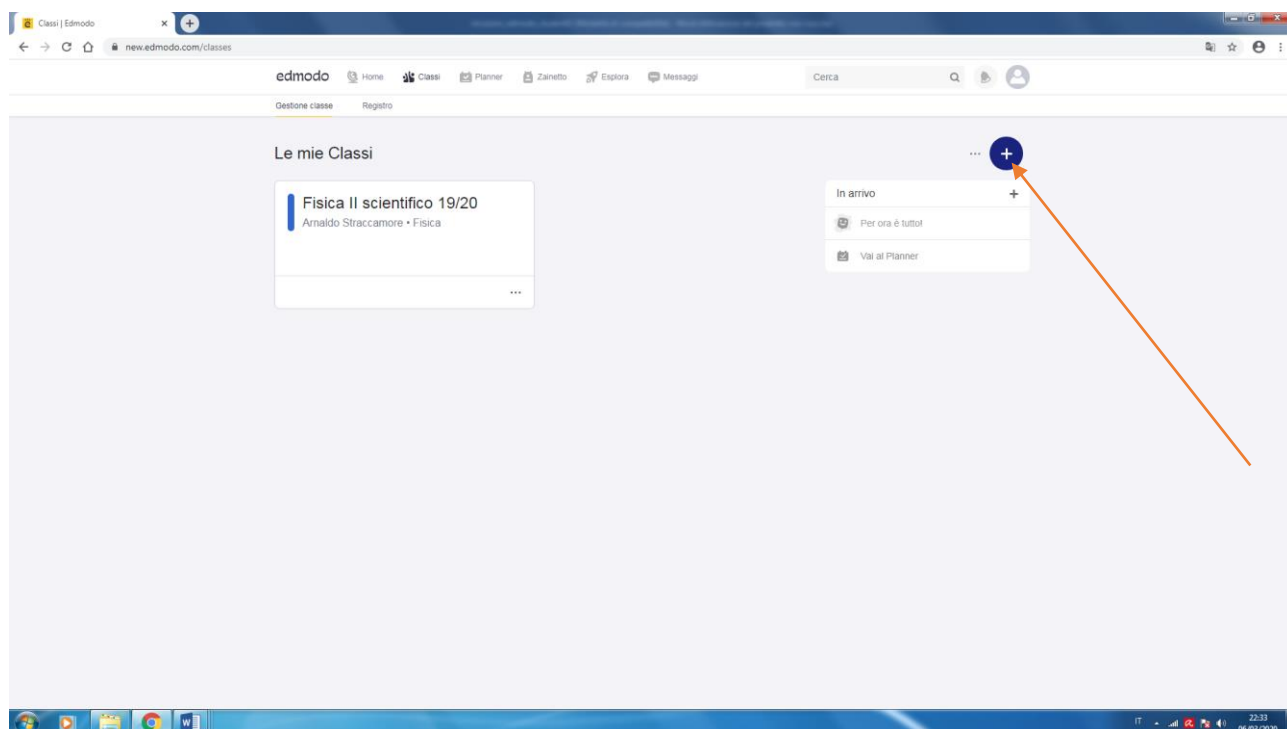 Classi | Edmodo
new.edmodo.com/classes
edmodo Home Classi Planner Zainetto Esplora Messaggi Cerca
Gestione classe Registro
Le mie Classi
Fisica II scientifico 19/20
Arnaldo Straccamore • Fisica
In arrivo
Per ora è tutto!
Vai al Planner
IT
22:33